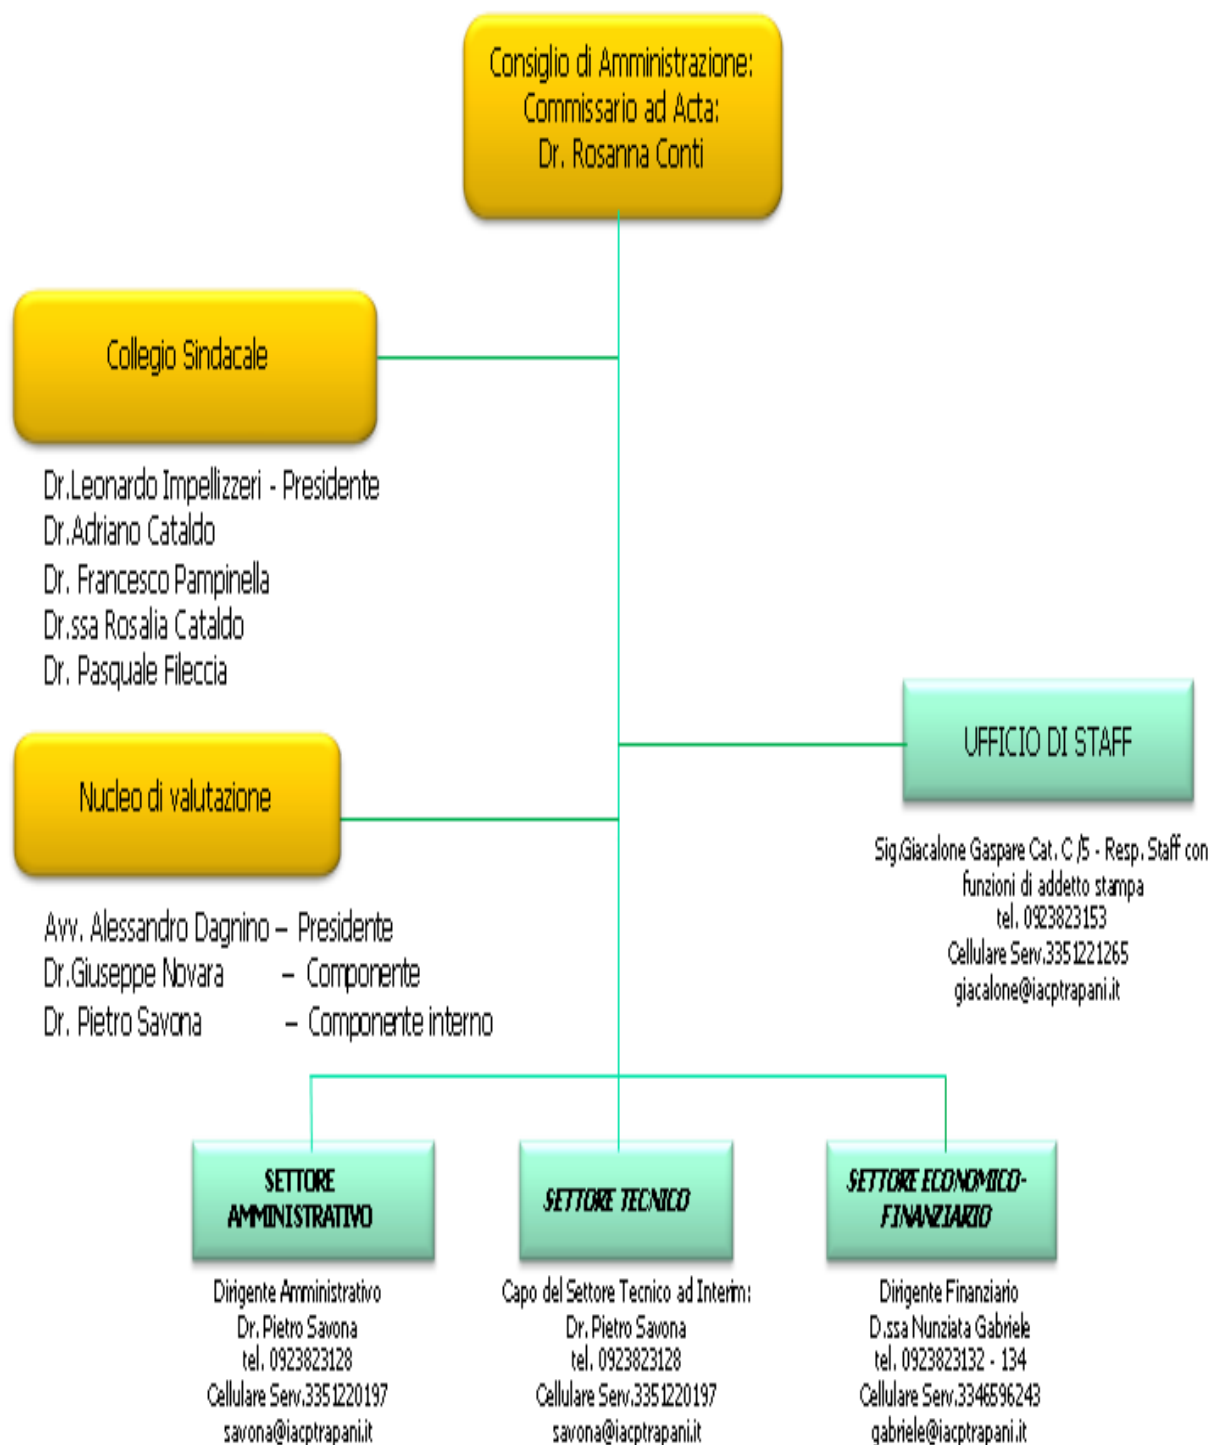 Consiglio di Amministrazione:
Commissario ad Acta:
Dr. Rosanna Conti
Collegio Sindacale
Dr.Leonardo Impellizzeri - Presidente
Dr.Adriano Cataldo
Dr. Francesco Pampinella
Dr.ssa Rosalia Cataldo
Dr. Pasquale Fileccia
UFFICIO DI STAFF
Sig.Giacalone Gaspare Cat. C /5 - Resp. Staff con
funzioni di addetto stampa
tel. 0923823153
Cellulare Serv.3351221265
giacalone@iacptrapani.it
Nucleo di valutazione
Avv. Alessandro Dagnino – Presidente
Dr.Giuseppe Novara – Componente
Dr. Pietro Savona – Componente interno
SETTORE
AMMINISTRATIVO
Dirigente Amministrativo
Dr. Pietro Savona
tel. 0923823128
Cellulare Serv.3351220197
savona@iacptrapani.it
SETTORE TECNICO
Capo del Settore Tecnico ad Interim:
Dr. Pietro Savona
tel. 0923823128
Cellulare Serv.3351220197
savona@iacptrapani.it
SETTORE ECONOMICO-
FINANZIARIO
Dirigente Finanziario
D.ssa Nunziata Gabriele
tel. 0923823132 - 134
Cellulare Serv.3346596243
gabriele@iacptrapani.it